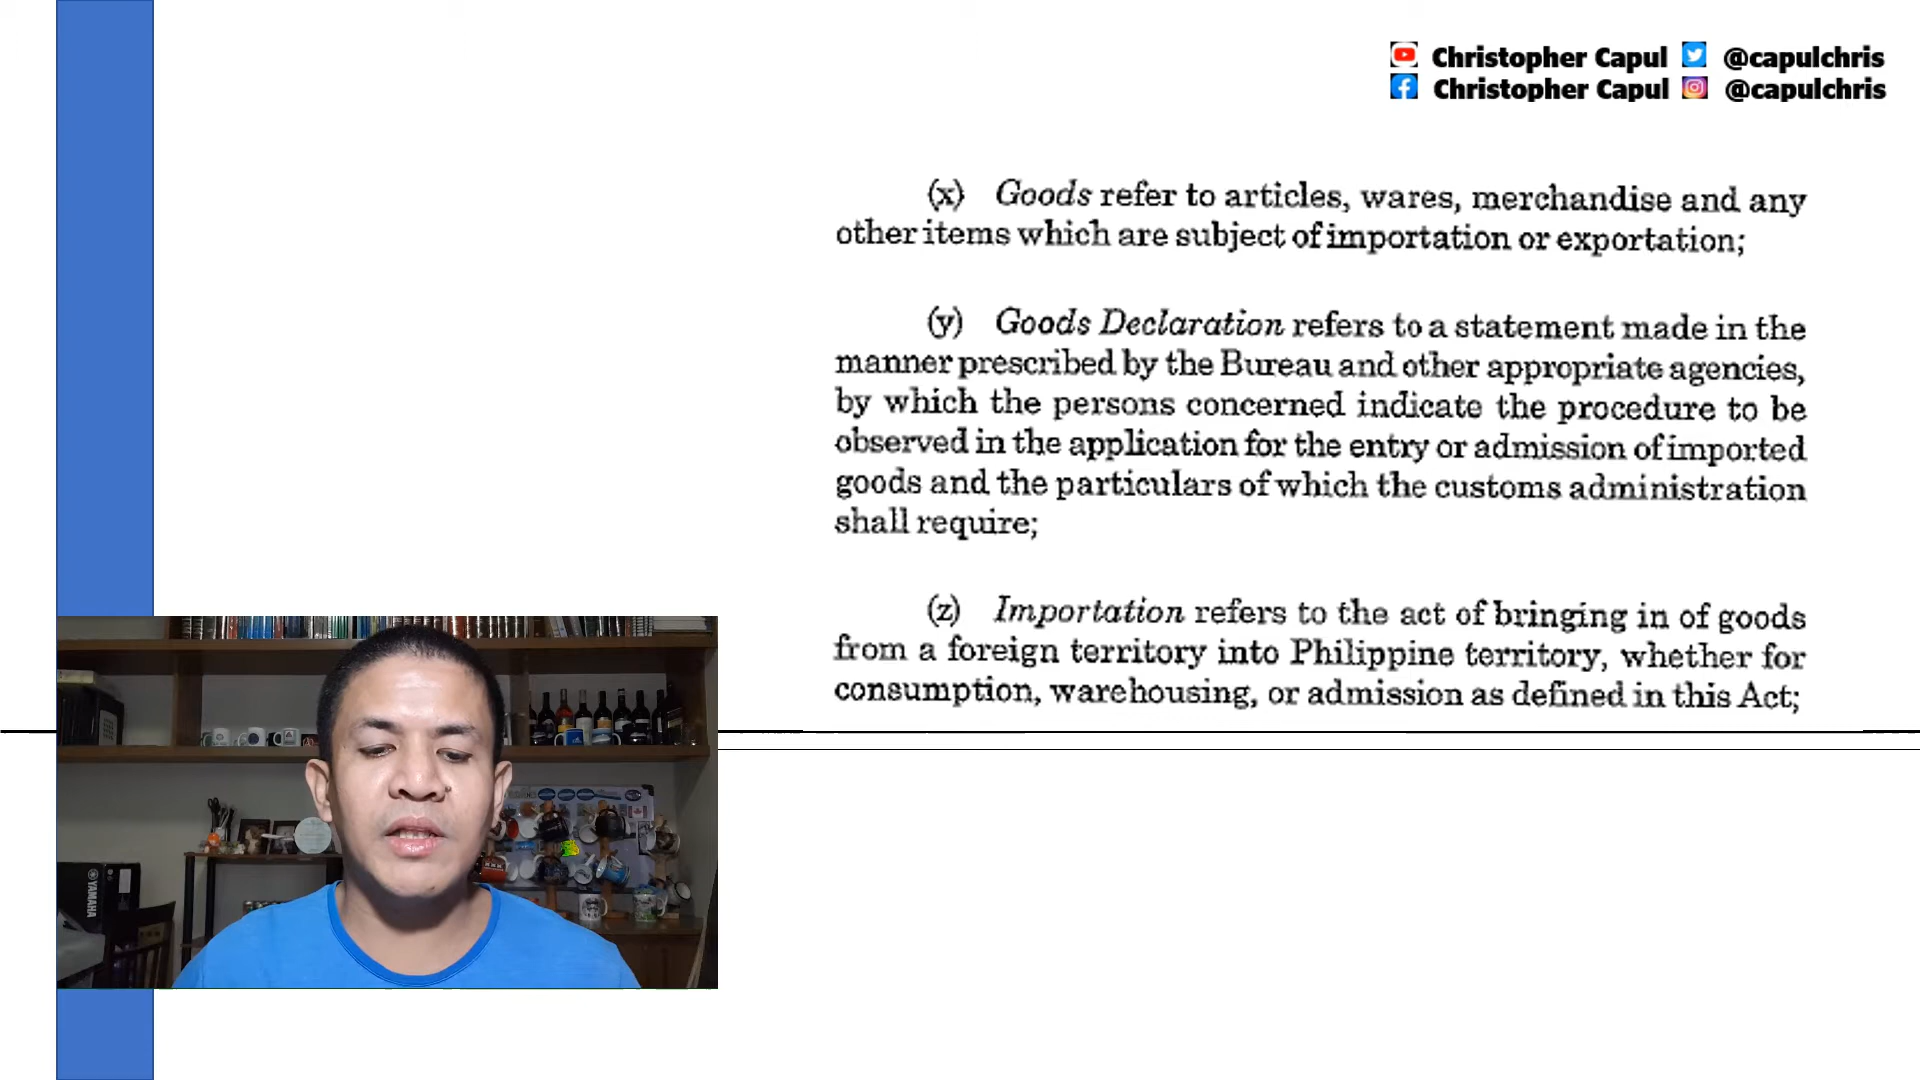 Christopher Capul @capulchris
Christopher Capul @capulchris
(x) Goods refer to articles, wares, merchandise and any
other items which are subject of importation or exportation;
(y) Goods Declaration refers to a statement made in the
manner prescribed by the Bureau and other appropriate agencies,
by which the persons concerned indicate the procedure to be
observed in the application for the entry or admission of imported
goods and the particulars of which the customs administration
shall require;
(z) Importation refers to the act of bringing in of goods
from a foreign territory into Philippine territory, whether for
consumption, warehousing, or admission as defined in this Act;
YAMAHA